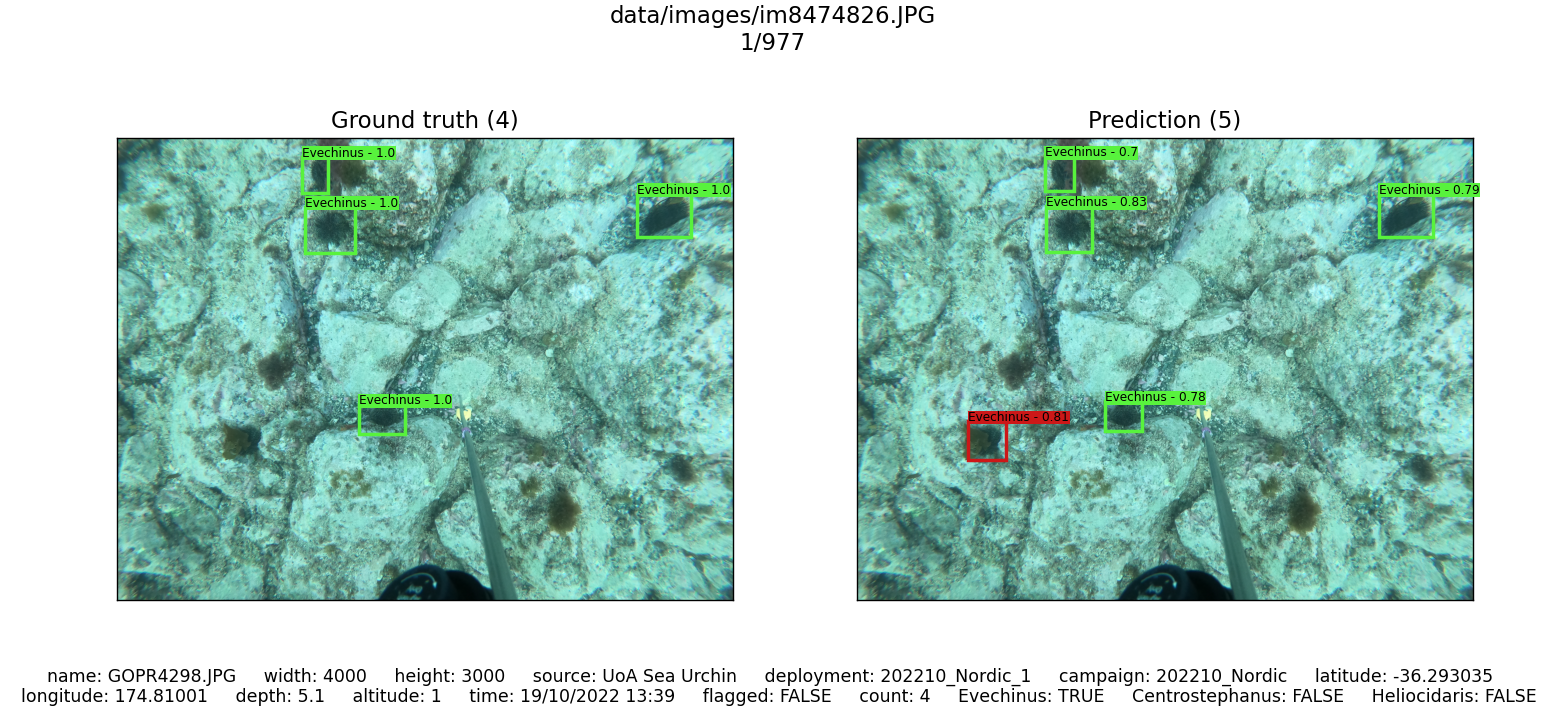 data/images/im8474826.JPG
1/977
Ground truth (4)
Prediction (5)
Evechinus - 1.0
Evechinus - 1.0
Evechinus - 1.0
Evechinus - 1.0
Evechinus - 0.7
Evechinus - 0.83
Evechinus - 0.79
Evechinus - 0.78
Evechinus - 0.81
name: GOPR4298.JPG width: 4000 height: 3000 source: UoA Sea Urchin deployment: 202210_Nordic_1 campaign: 202210_Nordic latitude: -36.293035
longitude: 174.81001 depth: 5.1 altitude: 1 time: 19/10/2022 13:39 flagged: FALSE count: 4 Evechinus: TRUE Centrostephanus: FALSE Heliocidaris: FALSE